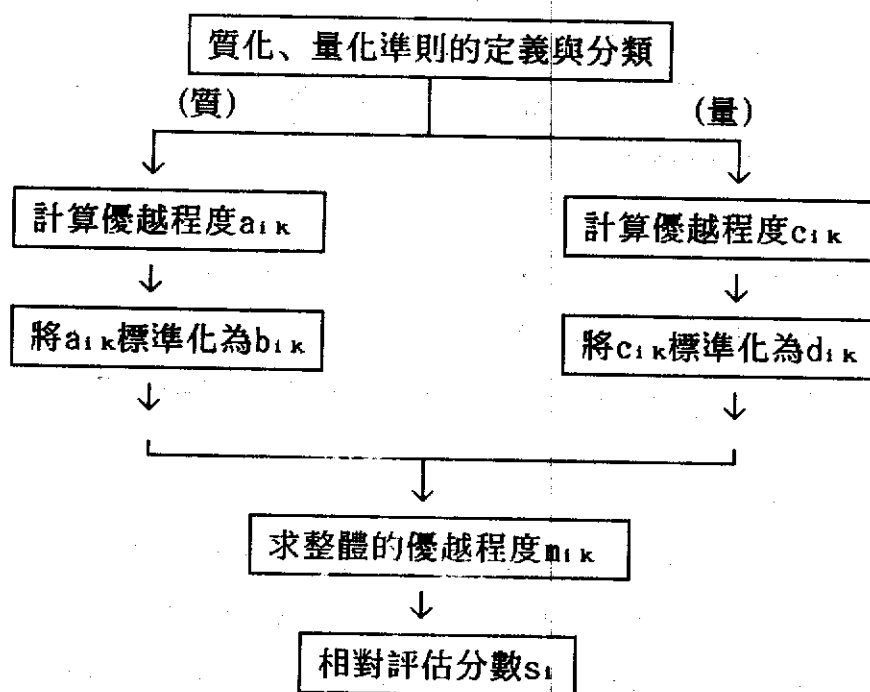 質化、量化準則的定義與分類
(質) (量)
計算優越程度aik 計算優越程度cik
將aik標準化為bik 將cik標準化為dik
求整體的優越程度mik
相對評估分數si